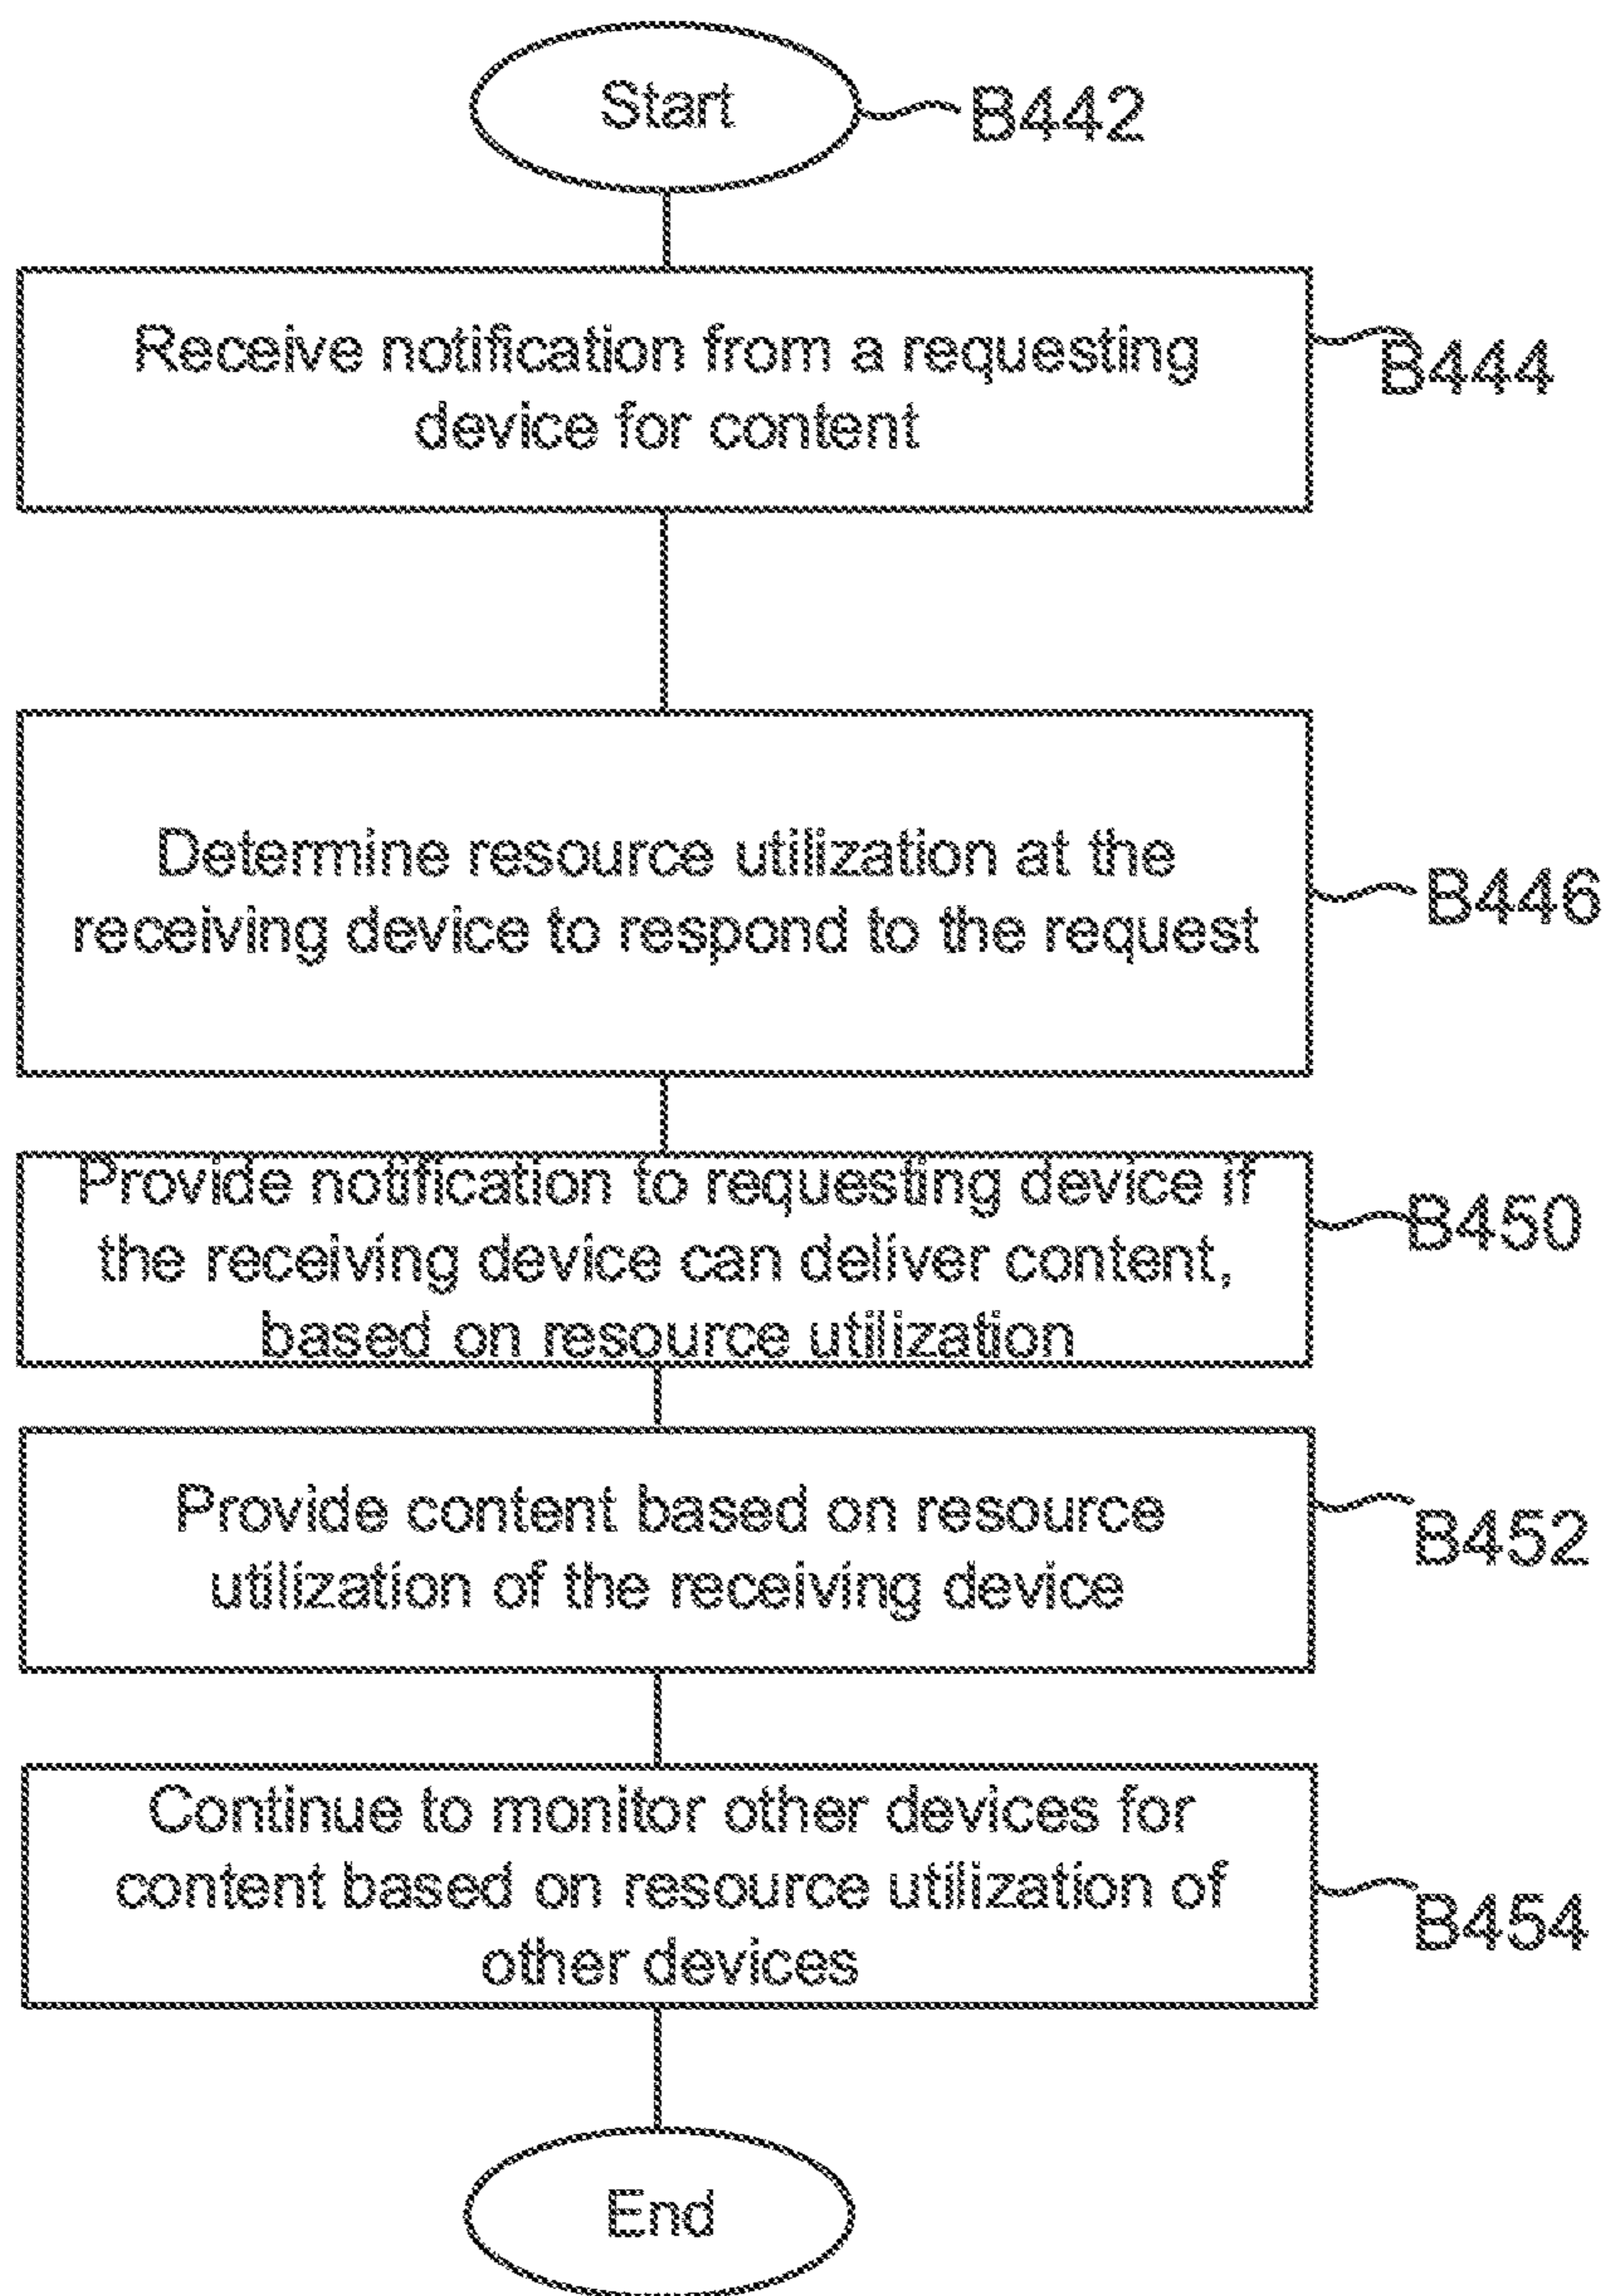 Start
B442
Receive notification from a requesting
device for content
B444
Determine resource utilization at the
receiving device to respond to the request
B446
Provide notification to requesting device if
the receiving device can deliver content,
based on resource utilization
B450
Provide content based on resource
utilization of the receiving device
B452
Continue to monitor other devices for
content based on resource utilization of
other devices
B454
End